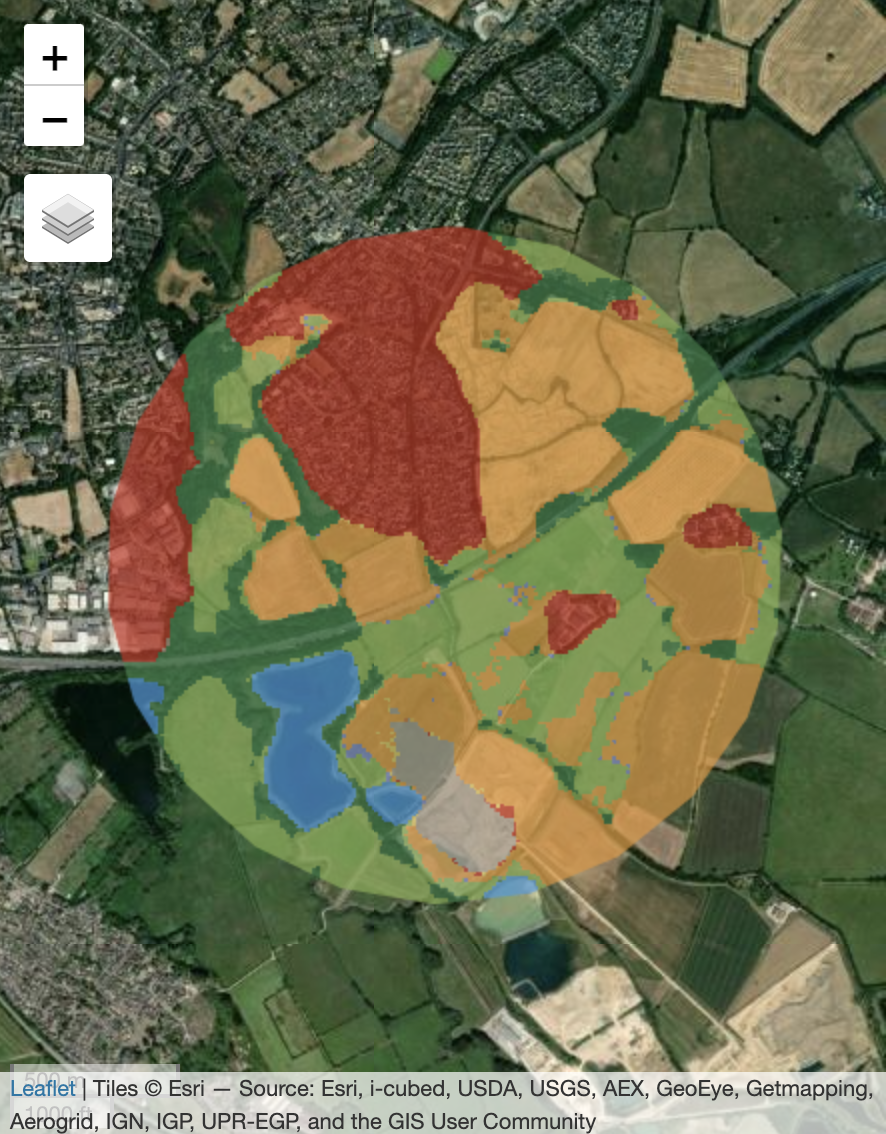 +
−
500 m
1000 ft
Leaflet | Tiles © Esri — Source: Esri, i-cubed, USDA, USGS, AEX, GeoEye, Getmapping,
Aerogrid, IGN, IGP, UPR-EGP, and the GIS User Community